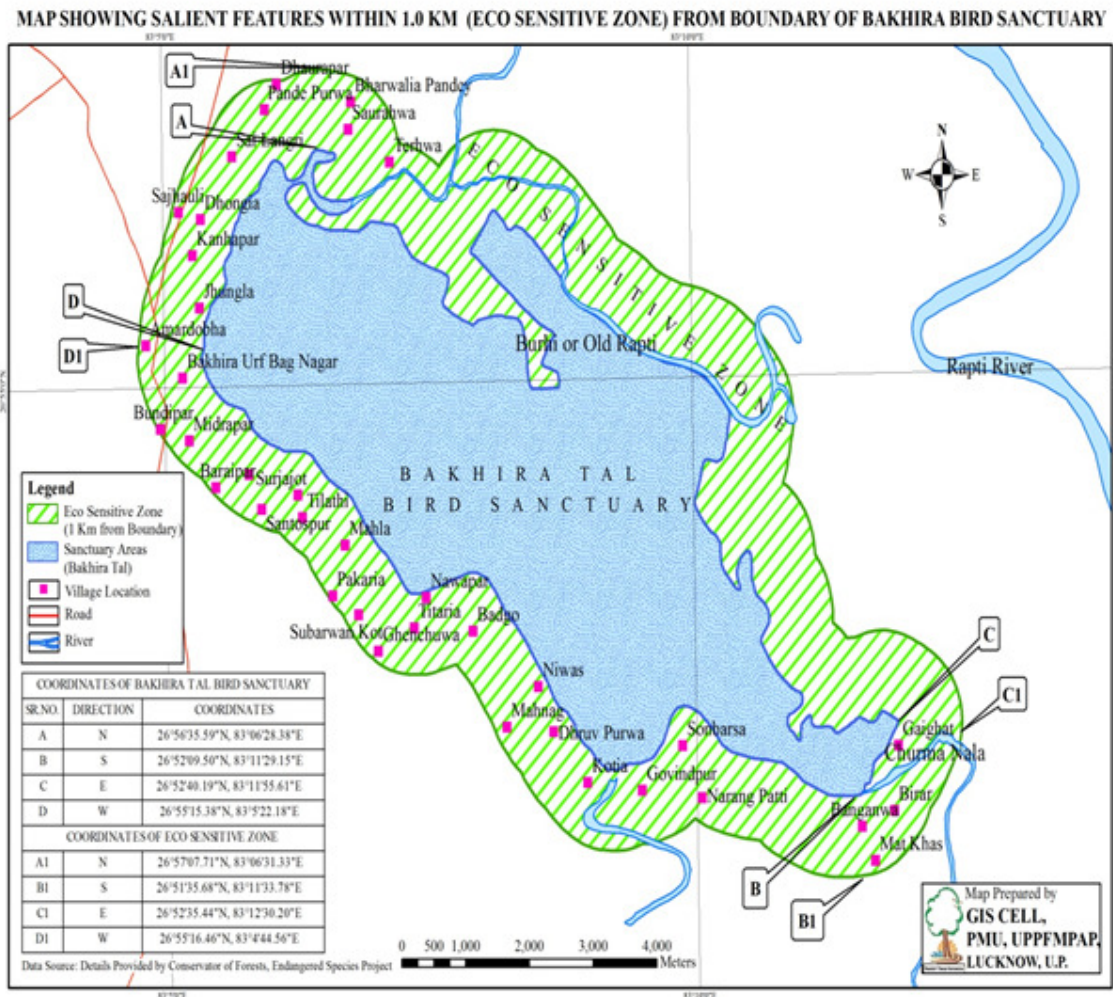 MAP SHOWING SALIENT FEATURES WITHIN 1.0 KM (ECO SENSITIVE ZONE) FROM BOUNDARY OF BAKHIRA BIRD SANCTUARY
A1
Dhaurapar
Pande Purwa
Bharwalia Pandey
A
Saurahwa
Sat Langri
Terhwa
ECO SENSITIVE ZONE
N
W
E
S
Sajhauli
Dhongia
Kanhapar
D
Jhungla
Amardobha
D1
Burhi or Old Rapti
Bakhira Urf Bag Nagar
Rapti River
Bundipar
Midrapar
BAKHIRA TAL
BIRD SANCTUARY
Baraipar
Surjajot
Tilathi
Santospur
Mahla
Legend
Eco Sensitive Zone
(1 Km from Boundary)
Sanctuary Areas
(Bakhira Tal)
Village Location
Road
River
Pakaria
Nawapar
Titaria
Badgo
Subarwan Kot
Ghenchuwa
C
Niwas
C1
Mahnag
Doruv Purwa
Sonbarsa
Gaighat
Churma Nala
Kotia
Govindpur
Narang Patti
Birar
Banganwa
Mat Khas
B
B1
COORDINATES OF BAKHIRA TAL BIRD SANCTUARY
SR.NO. DIRECTION COORDINATES
A N 26°56'35.59"N, 83°06'28.38"E
B S 26°52'09.50"N, 83°11'29.15"E
C E 26°52'40.19"N, 83°11'55.61"E
D W 26°55'15.38"N, 83°5'22.18"E
COORDINATES OF ECO SENSITIVE ZONE
A1 N 26°57'07.71"N, 83°06'31.33"E
B1 S 26°51'35.68"N, 83°11'33.78"E
C1 E 26°52'35.44"N, 83°12'30.20"E
D1 W 26°55'16.46"N, 83°4'44.56"E
Data Source: Details Provided by Conservator of Forests, Endangered Species Project
0 500 1,000 2,000 3,000 4,000
Meters
Map Prepared by
GIS CELL,
PMU, UPPFMPAP,
LUCKNOW, U.P.